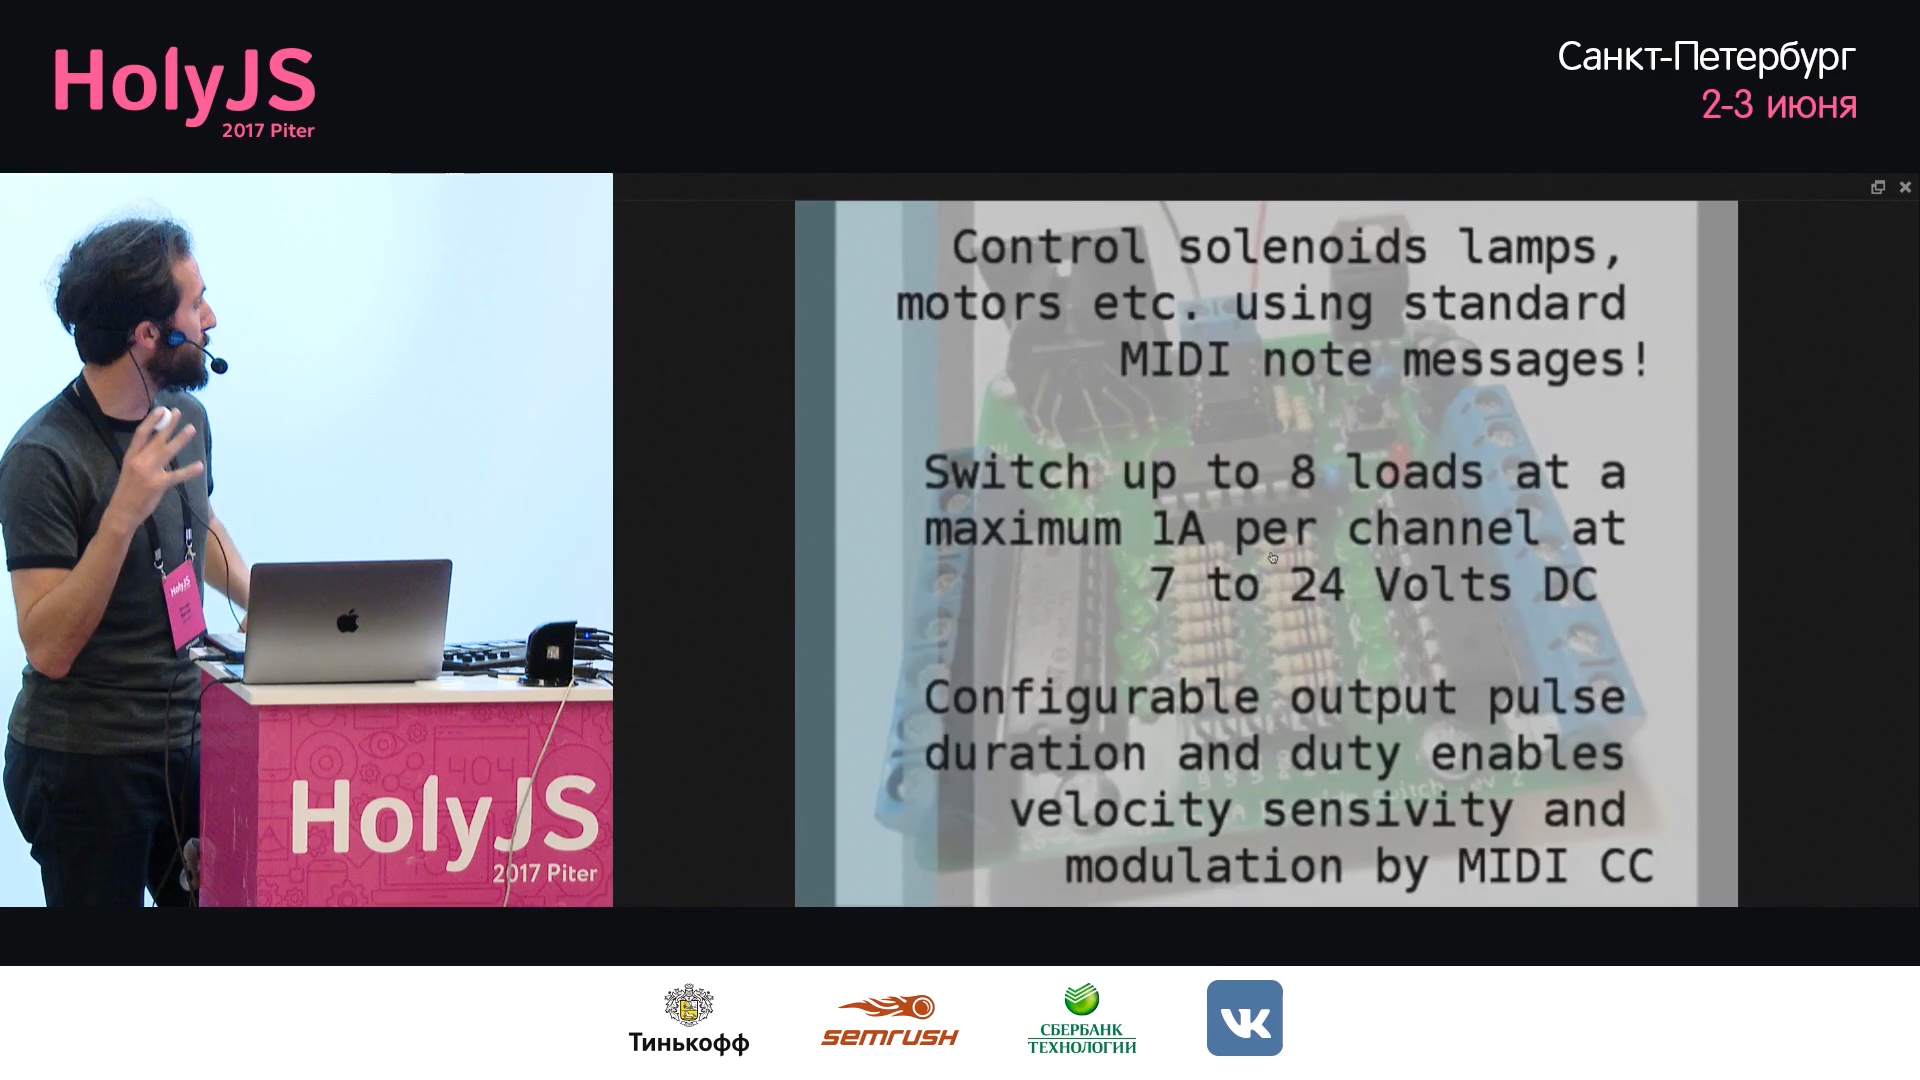 HolyJS
2017 Piter
Санкт-Петербург
2-3 июня
Control solenoids lamps,
motors etc. using standard
MIDI note messages!
Switch up to 8 loads at a
maximum 1A per channel at
7 to 24 Volts DC
Configurable output pulse
duration and duty enables
velocity sensivity and
modulation by MIDI CC
HolyJS
HolyJS
2017 Piter
Тинькофф
semrush
СБЕРБАНК
ТЕХНОЛОГИИ